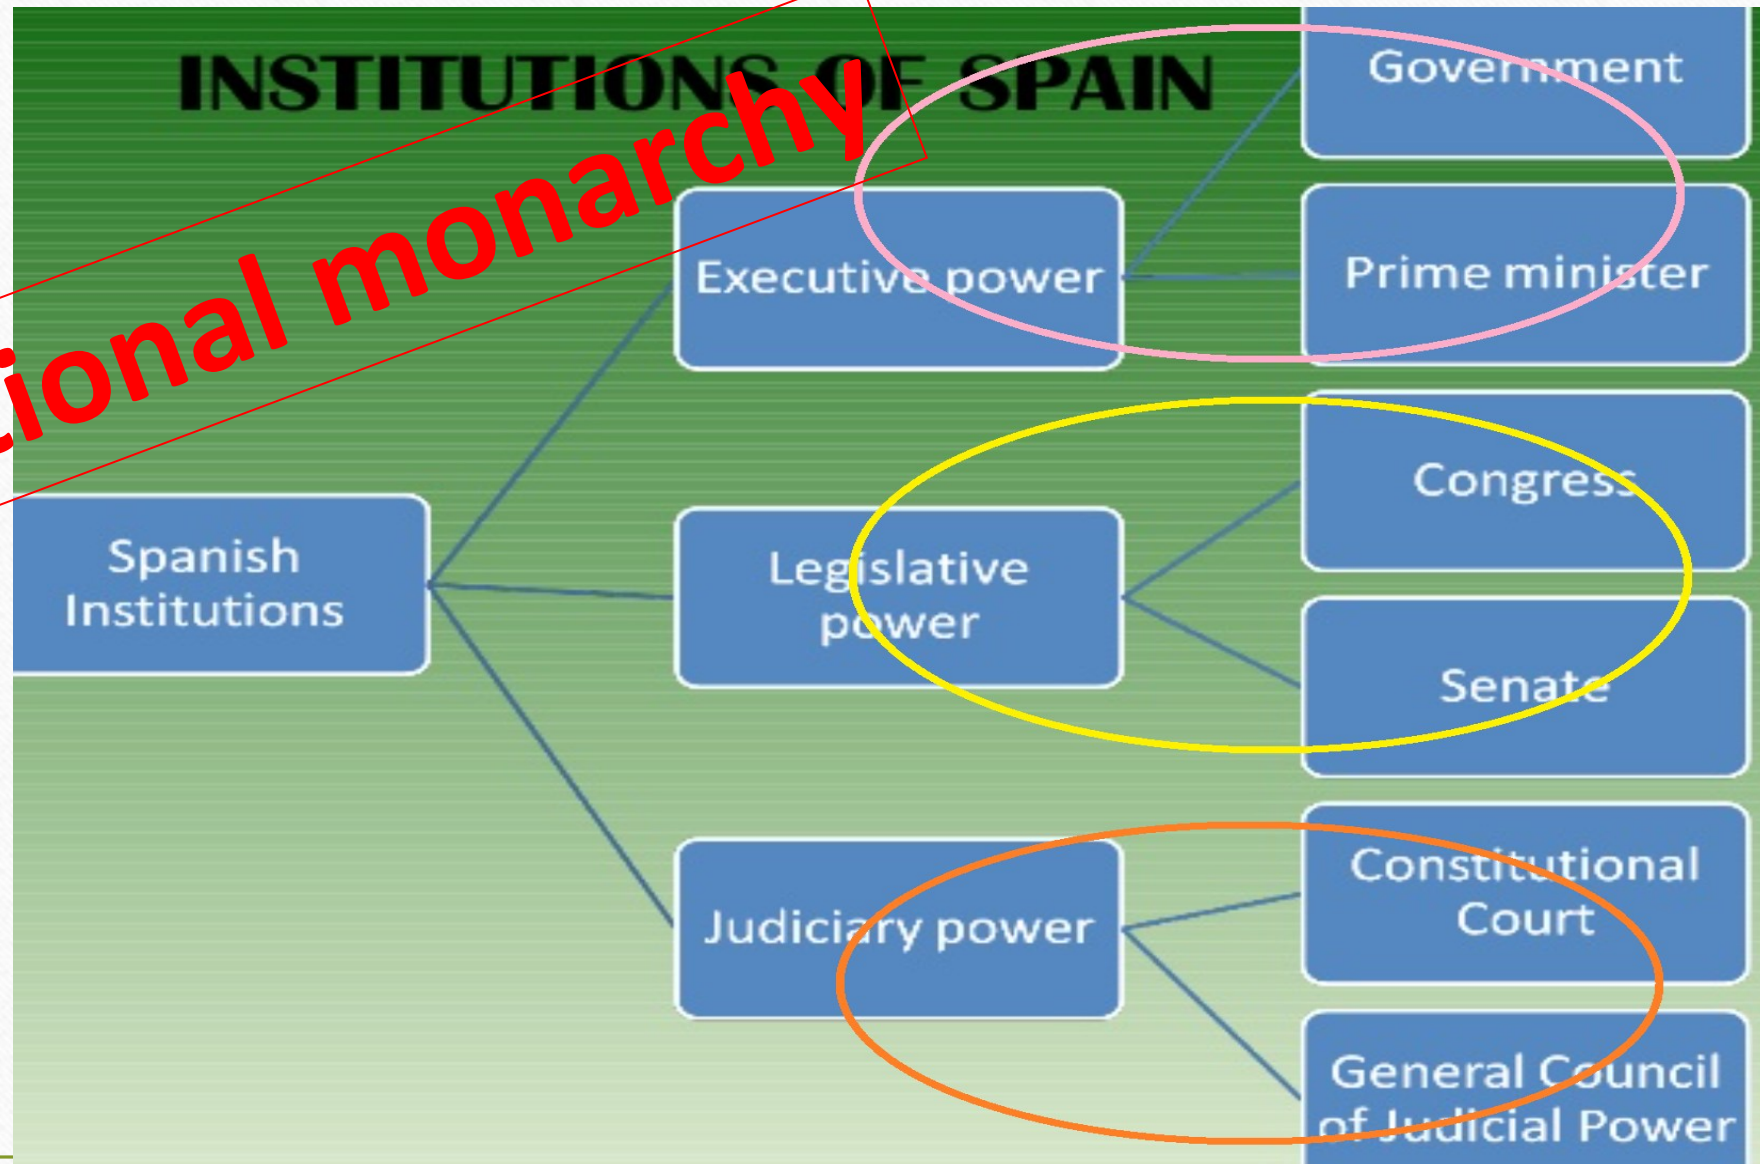 INSTITUTIONS OF SPAIN
tional monarchy
Spanish
Institutions
Executive power
Government
Prime minister
Legislative
power
Congress
Senate
Judiciary power
Constitutional
Court
General Council
of Judicial Power